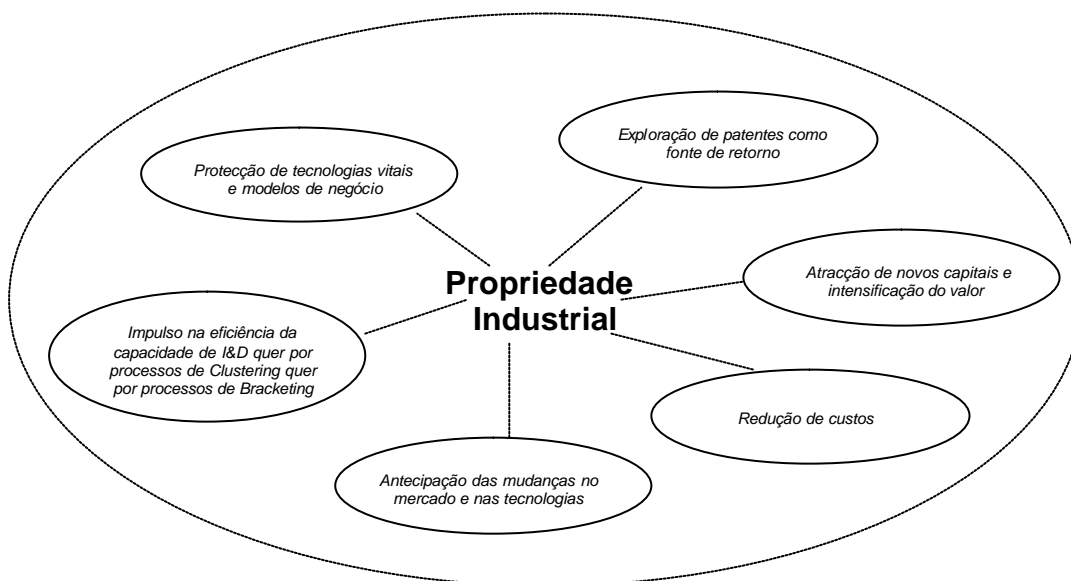 Exploração de patentes como
fonte de retorno
Protecção de tecnologias vitais
e modelos de negócio
Atracção de novos capitais e
intensificação do valor
Propriedade
Industrial
Impulso na eficiência da
capacidade de I&D quer por
processos de Clustering quer
por processos de Bracketing
Redução de custos
Antecipação das mudanças no
mercado e nas tecnologias